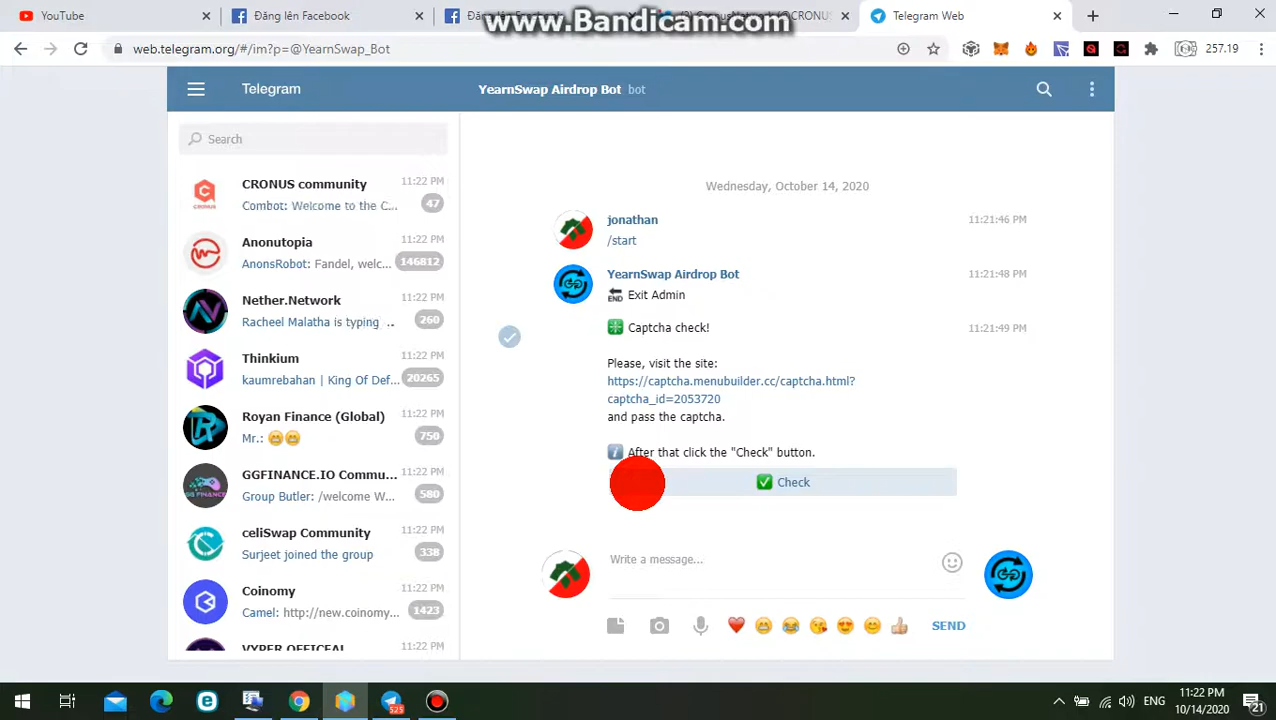 YouTube
Đăng lên Facebook
Đăng lên Facebook
www.Bandicam.com
Telegram Web
web.telegram.org/#/im?p=@YearnSwap_Bot
257.19
Telegram
YearnSwap Airdrop Bot bot
Search
CRONUS community 11:22 PM
Combot: Welcome to the C... 47
Anonutopia 11:22 PM
AnonsRobot: Fandel, welc... 146812
Nether.Network 11:22 PM
Racheel Malatha is typing .. 260
Thinkium 11:22 PM
kaumrebahan | King Of Def... 20265
Royan Finance (Global) 11:22 PM
Mr.: 😁😁 750
GGFINANCE.IO Commu... 11:22 PM
Group Butler: /welcome W... 580
celiSwap Community 11:22 PM
Surjeet joined the group 338
Coinomy 11:22 PM
Camel: http://new.coinomy... 1423
VYPER OFFICEAL 11:22 PM
Wednesday, October 14, 2020
jonathan 11:21:46 PM
/start
YearnSwap Airdrop Bot 11:21:48 PM
🔚 Exit Admin
❇️ Captcha check! 11:21:49 PM
Please, visit the site:
https://captcha.menubuilder.cc/captcha.html?
captcha_id=2053720
and pass the captcha.
ℹ️ After that click the "Check" button.
✅ Check
Write a message...
SEND
525
ENG
11:22 PM
10/14/2020
21